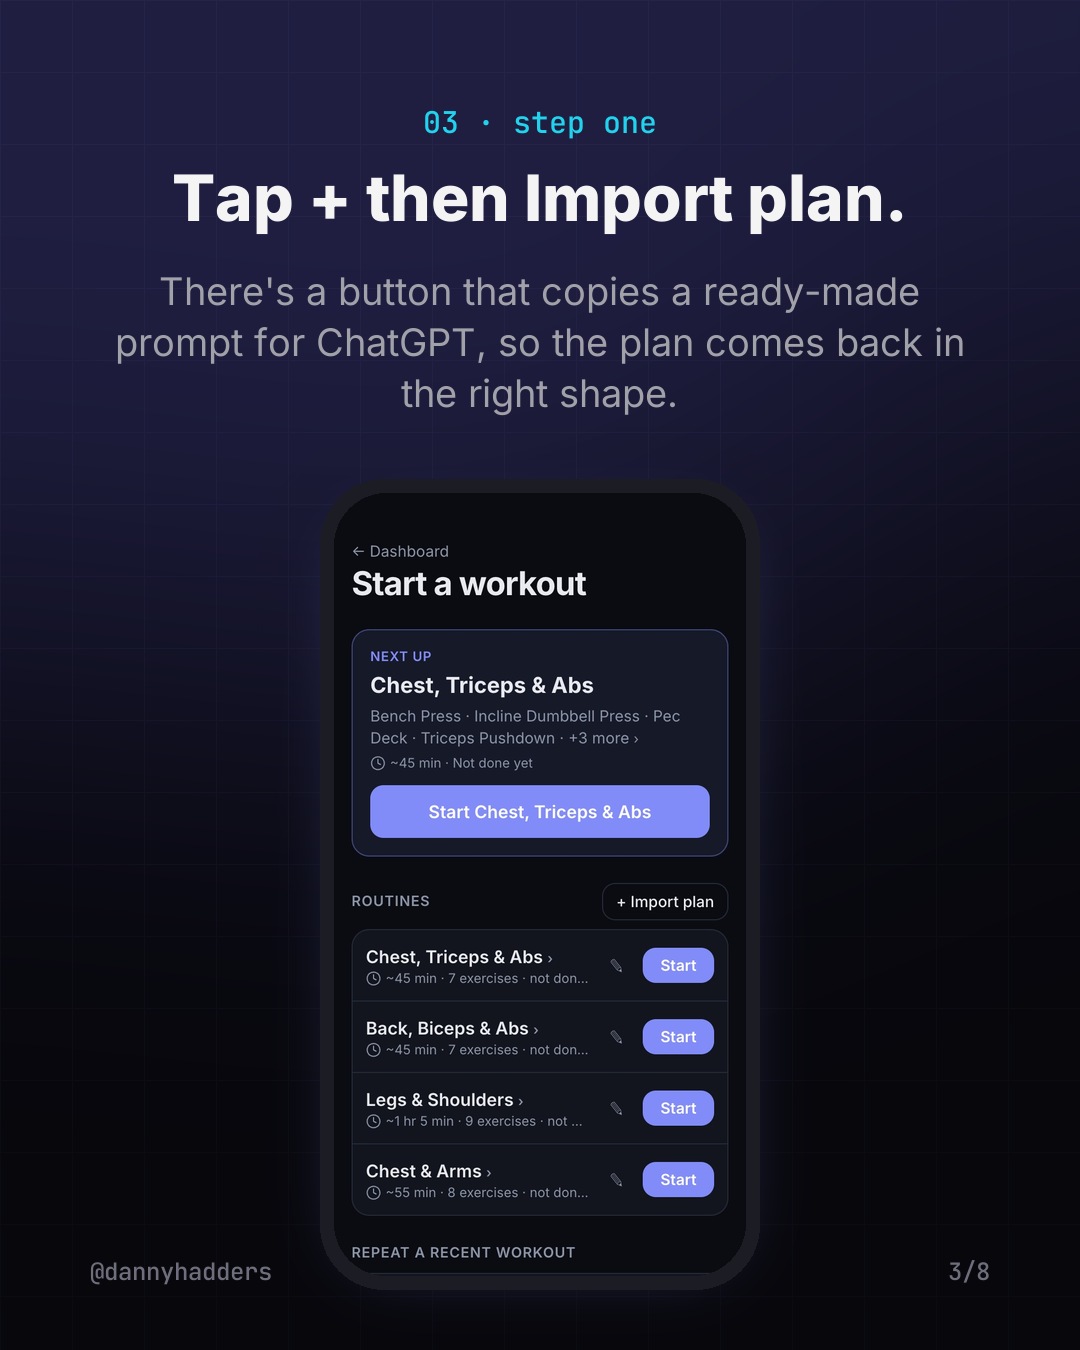 03 · step one
Tap + then Import plan.
There's a button that copies a ready-made
prompt for ChatGPT, so the plan comes back in
the right shape.
← Dashboard
Start a workout
NEXT UP
Chest, Triceps & Abs
Bench Press · Incline Dumbbell Press · Pec
Deck · Triceps Pushdown · +3 more ›
~45 min · Not done yet
Start Chest, Triceps & Abs
ROUTINES
+ Import plan
Chest, Triceps & Abs ›
~45 min · 7 exercises · not don...
Start
Back, Biceps & Abs ›
~45 min · 7 exercises · not don...
Start
Legs & Shoulders ›
~1 hr 5 min · 9 exercises · not ...
Start
Chest & Arms ›
~55 min · 8 exercises · not don...
Start
REPEAT A RECENT WORKOUT
@dannyhadders
3/8